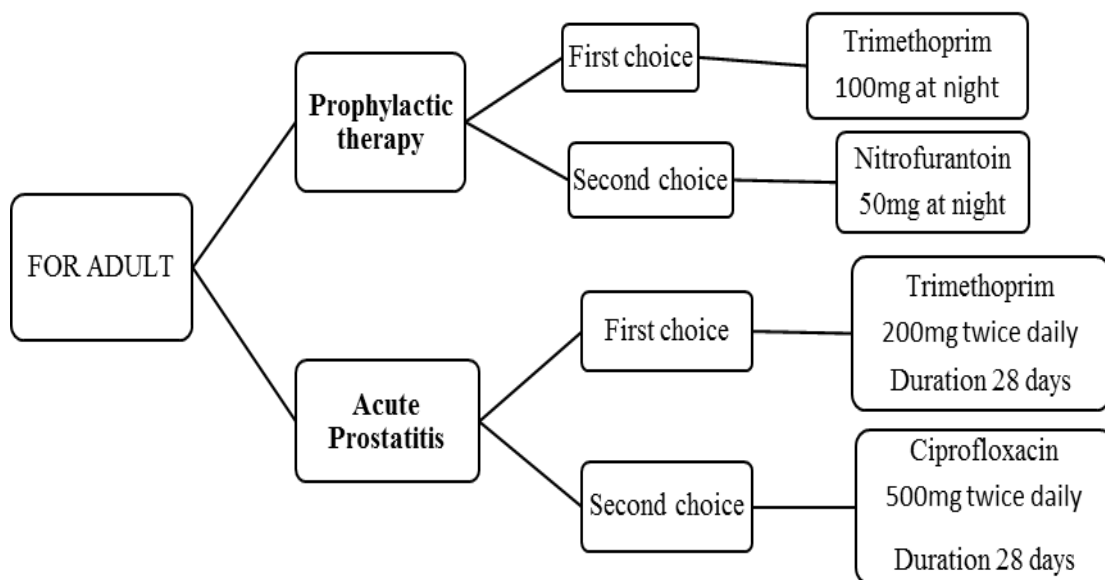 FOR ADULT
Prophylactic
therapy
First choice
Trimethoprim
100mg at night
Second choice
Nitrofurantoin
50mg at night
Acute
Prostatitis
First choice
Trimethoprim
200mg twice daily
Duration 28 days
Second choice
Ciprofloxacin
500mg twice daily
Duration 28 days